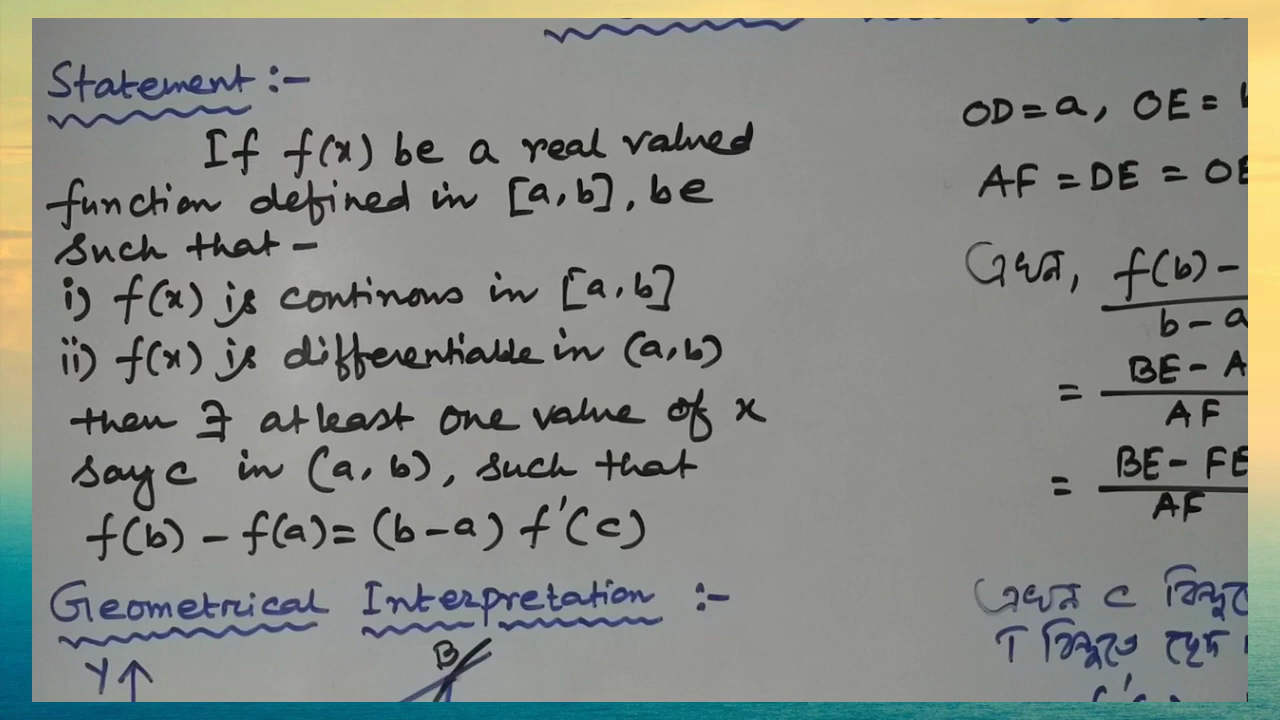 Statement :-
If f(x) be a real valued
function defined in [a,b], be
such that -
i) f(x) is continous in [a,b]
ii) f(x) is differentiable in (a,b)
then ∃ atleast one value of x
say c in (a,b), such that
f(b) - f(a) = (b-a) f'(c)
Geometrical Interpretation :-
Y
B
OD = a, OE =
AF = DE = OE
এখন, f(b) -
b - a
= BE - A
AF
= BE - FE
AF
এখন c বিন্দুতে
T বিন্দুতে ছেদ